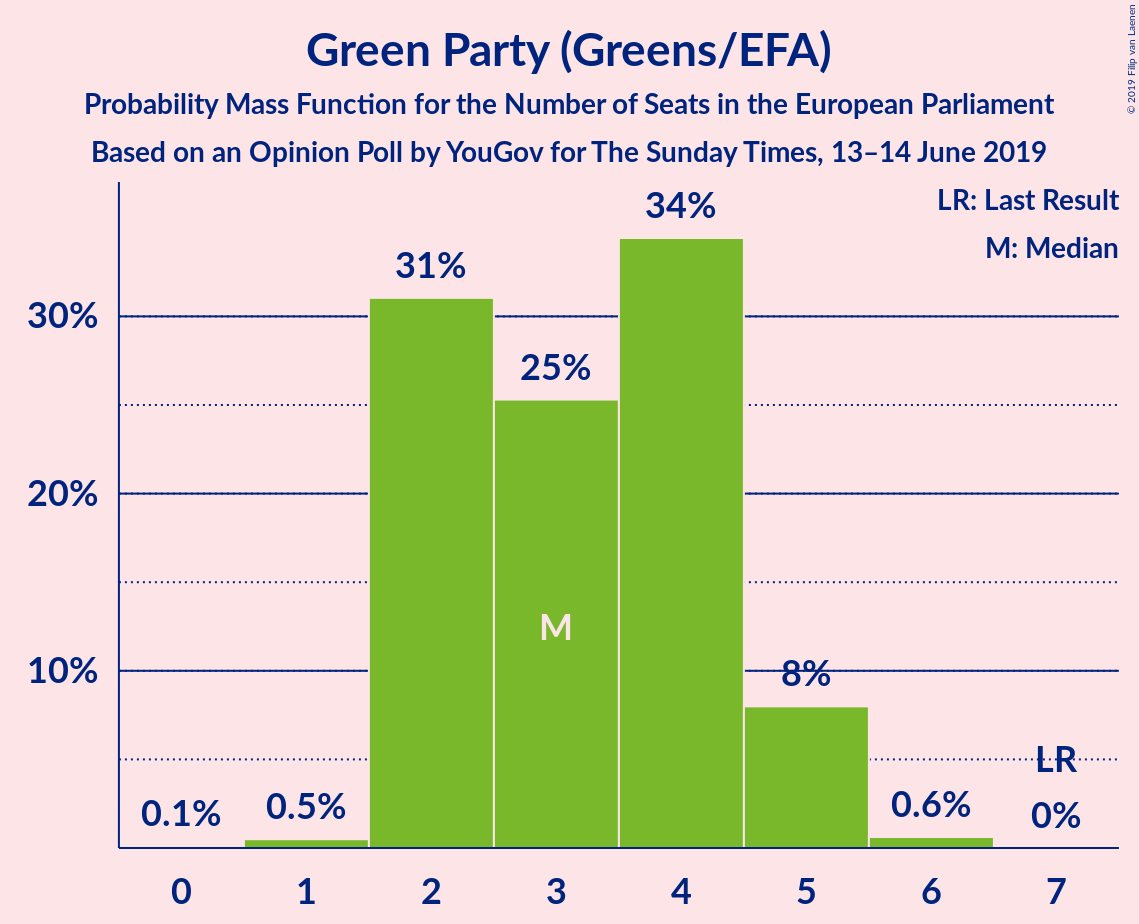 Green Party (Greens/EFA)
Probability Mass Function for the Number of Seats in the European Parliament
Based on an Opinion Poll by YouGov for The Sunday Times, 13–14 June 2019
© 2019 Filip van Laenen
LR: Last Result
M: Median
34%
31%
30%
25%
20%
M
10%
8%
LR
0.1%
0.5%
0.6%
0%
0 1 2 3 4 5 6 7